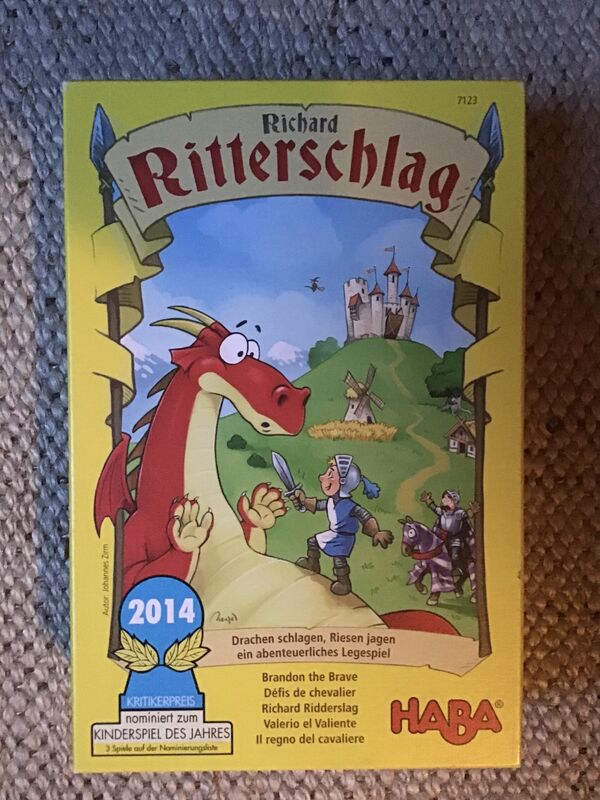 7123
Richard
Ritterschlag
Autor: Johannes Zirm
2014
KRITIKERPREIS
nominiert zum
KINDERSPIEL DES JAHRES
3 Spiele auf der Nominierungsliste
Drachen schlagen, Riesen jagen
ein abenteuerliches Legespiel
Brandon the Brave
Défis de chevalier
Richard Ridderslag
Valerio el Valiente
Il regno del cavaliere
HABA®